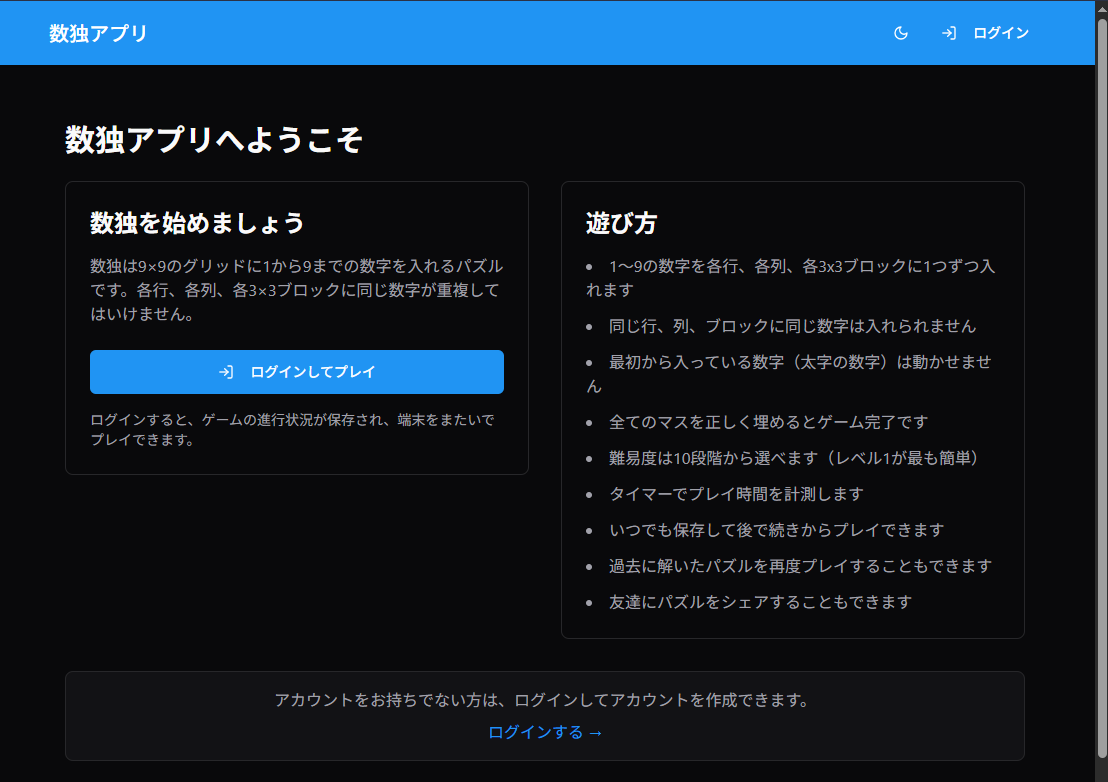 数独アプリ
ログイン
数独アプリへようこそ
数独を始めましょう
数独は9×9のグリッドに1から9までの数字を入れるパズル
です。各行、各列、各3×3ブロックに同じ数字が重複して
はいけません。
ログインしてプレイ
ログインすると、ゲームの進行状況が保存され、端末をまたいで
プレイできます。
遊び方
• 1〜9の数字を各行、各列、各3x3ブロックに1つずつ入
れます
• 同じ行、列、ブロックに同じ数字は入れられません
• 最初から入っている数字（太字の数字）は動かせませ
ん
• 全てのマスを正しく埋めるとゲーム完了です
• 難易度は10段階から選べます（レベル1が最も簡単）
• タイマーでプレイ時間を計測します
• いつでも保存して後で続きからプレイできます
• 過去に解いたパズルを再度プレイすることもできます
• 友達にパズルをシェアすることもできます
アカウントをお持ちでない方は、ログインしてアカウントを作成できます。
ログインする →